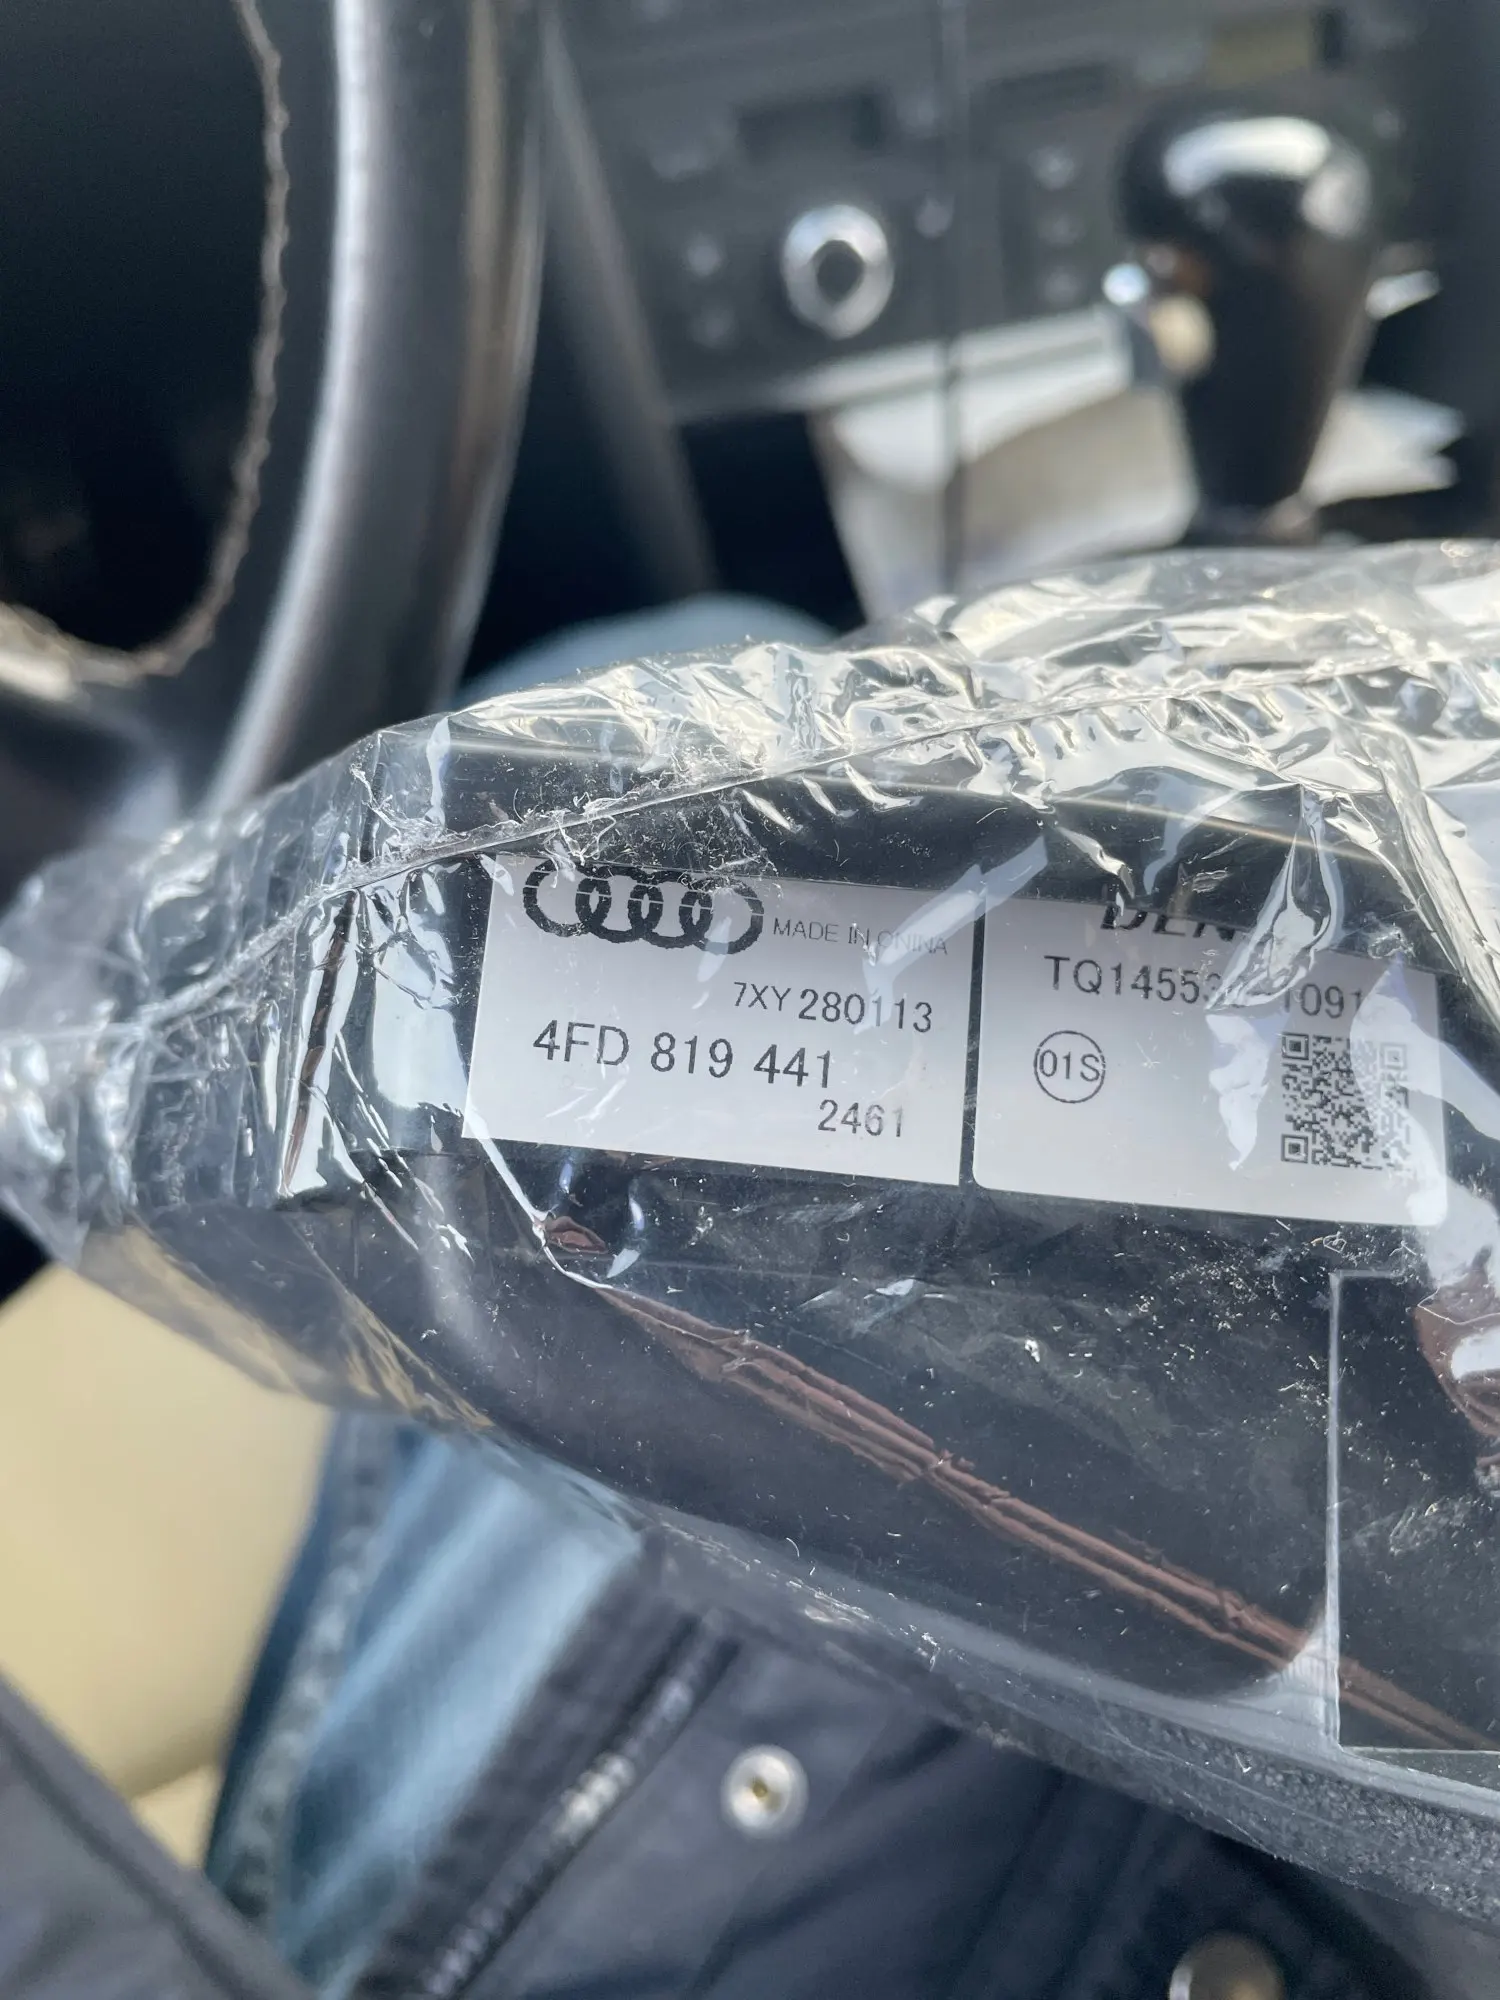 MADE IN CHINA
7XY 280113
4FD 819 441
2461
01S